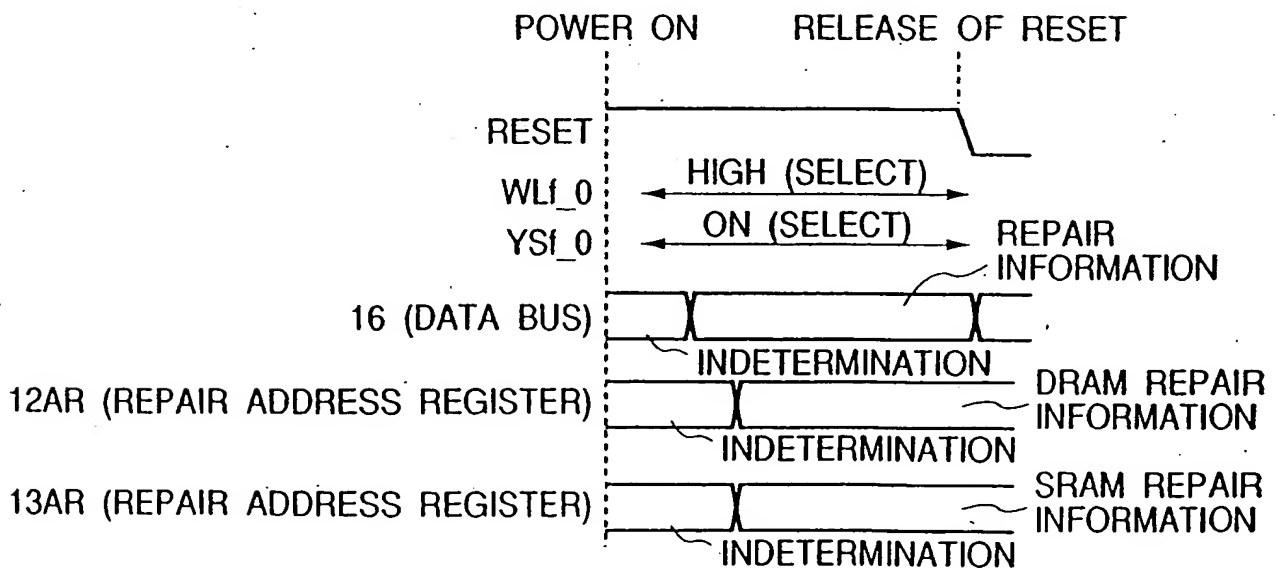 POWER ON RELEASE OF RESET
RESET
WLf_0 HIGH (SELECT)
YSf_0 ON (SELECT)
REPAIR
INFORMATION
16 (DATA BUS)
INDETERMINATION
12AR (REPAIR ADDRESS REGISTER)
DRAM REPAIR
INFORMATION
INDETERMINATION
13AR (REPAIR ADDRESS REGISTER)
SRAM REPAIR
INFORMATION
INDETERMINATION